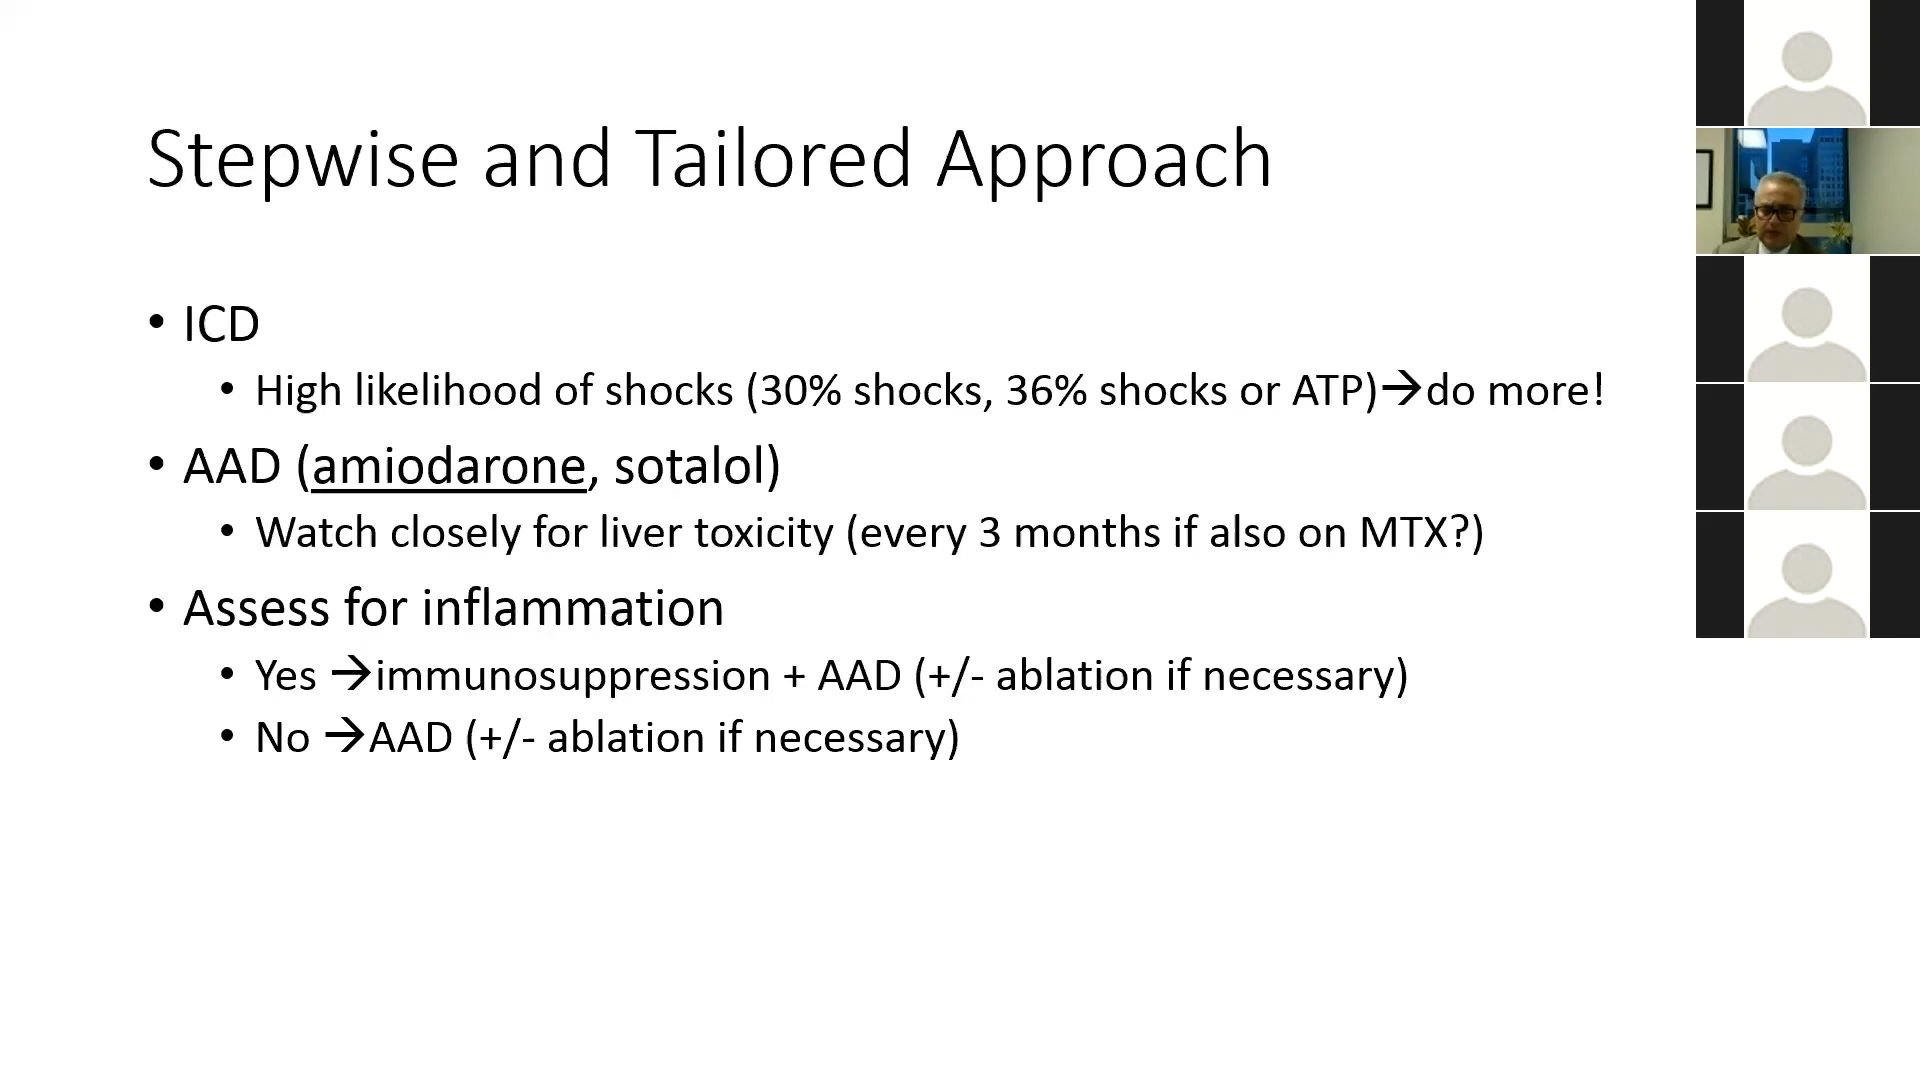 Stepwise and Tailored Approach
• ICD
• High likelihood of shocks (30% shocks, 36% shocks or ATP)→do more!
• AAD (amiodarone, sotalol)
• Watch closely for liver toxicity (every 3 months if also on MTX?)
• Assess for inflammation
• Yes →immunosuppression + AAD (+/- ablation if necessary)
• No →AAD (+/- ablation if necessary)